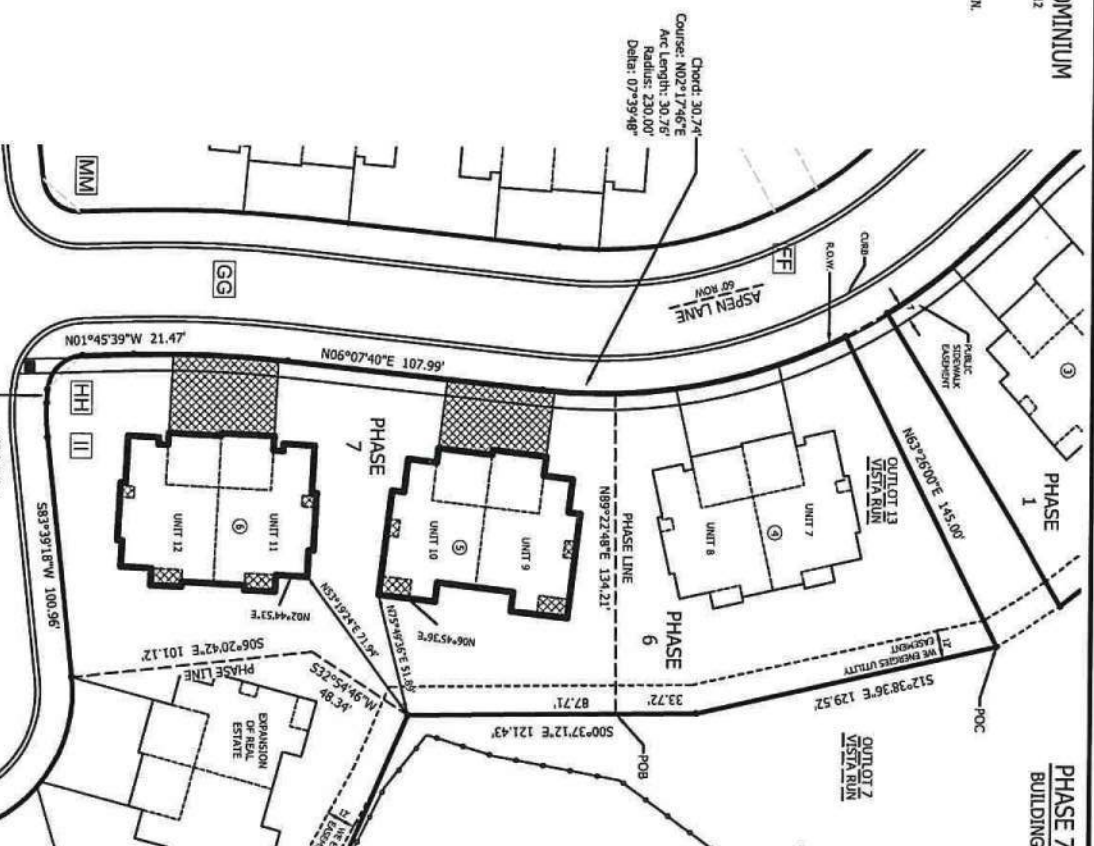 OMINIUM
12
N.
PHASE 7
BUILDING
Chord: 30.74'
Course: N02°17'46"E
Arc Length: 30.76'
Radius: 230.00'
Delta: 07°39'48"
MM
GG
FF
ASPEN LANE
60' ROW
CURB
R.O.W.
7'
PUBLIC
SIDEWALK
EASEMENT
3
PHASE
1
N63°26'00"E 145.00'
OUTLOT 13
VISTA RUN
UNIT 7
4
UNIT 8
PHASE
6
PHASE LINE
N89°22'48"E 134.21'
N01°45'39"W 21.47'
N06°07'40"E 107.99'
HH
II
PHASE
7
UNIT 9
5
UNIT 10
UNIT 11
6
UNIT 12
N06°45'36"E
N75°49'36"E 51.89'
N53°19'24"E 71.94'
N02°44'53"E
12'
WE ENERGIES UTILITY
EASEMENT
S12°38'36"E 129.52'
POC
33.72'
87.71'
S00°37'12"E 121.43'
POB
OUTLOT 7
VISTA RUN
S32°54'46"W
48.34'
S06°20'42"E 101.12'
PHASE LINE
S83°39'18"W 100.96'
EXPANSION
OF REAL
ESTATE
12'
WE E
EASEM